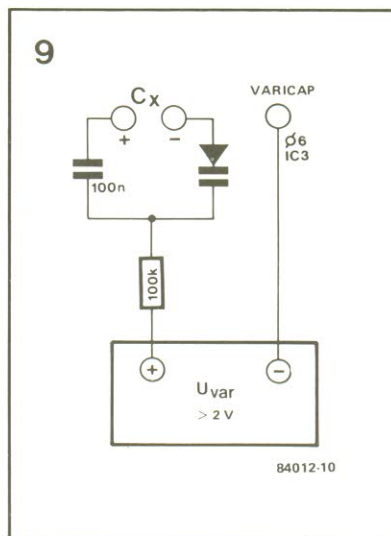 9
Cx
+ −
VARICAP
Ø6
IC3
100n
100k
+ −
Uvar
> 2 V
84012-10